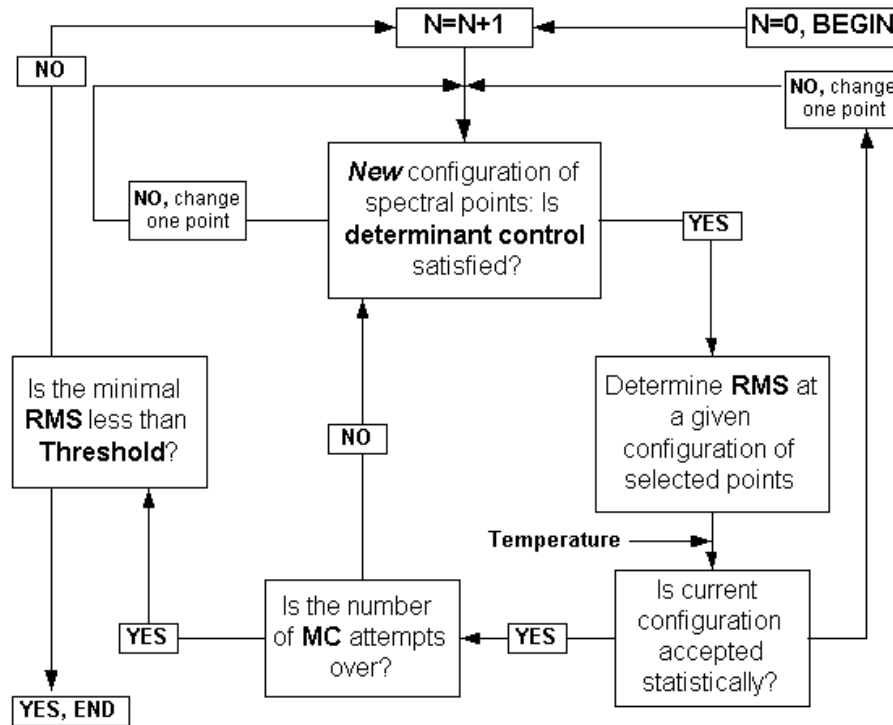 N=N+1
N=0, BEGIN
NO
NO, change
one point
New configuration of
spectral points: Is
determinant control
satisfied?
NO, change
one point
YES
Is the minimal
RMS less than
Threshold?
Determine RMS at
a given
configuration of
selected points
NO
Temperature
Is the number
of MC attempts
over?
Is current
configuration
accepted
statistically?
YES
YES
YES, END